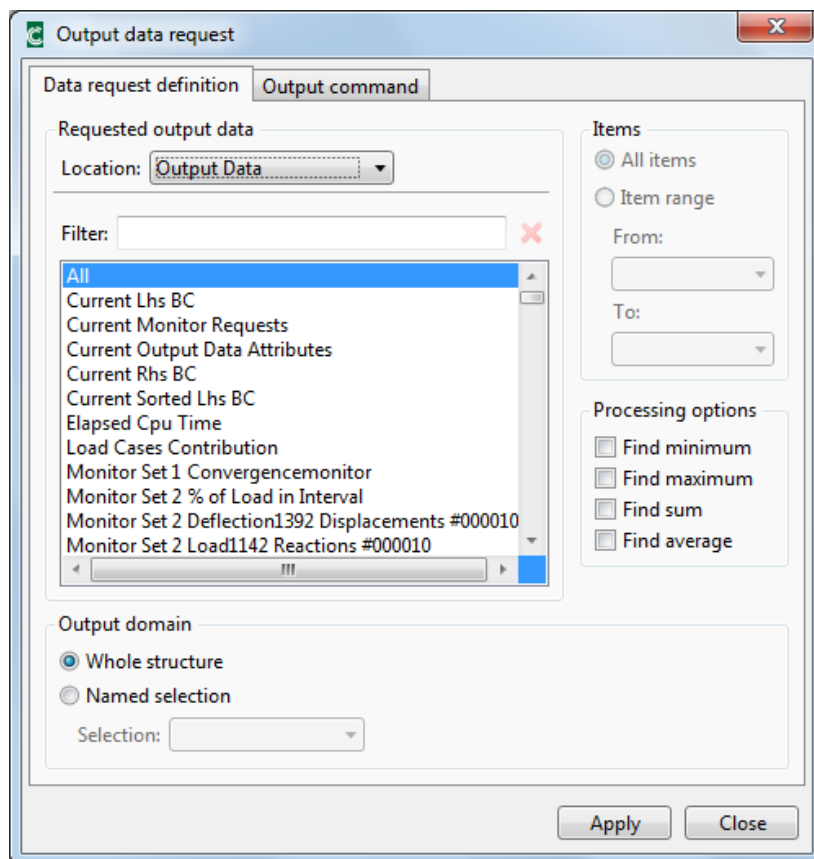 Output data request
Data request definition
Output command
Requested output data
Location: Output Data
Filter:
All
Current Lhs BC
Current Monitor Requests
Current Output Data Attributes
Current Rhs BC
Current Sorted Lhs BC
Elapsed Cpu Time
Load Cases Contribution
Monitor Set 1 Convergencemonitor
Monitor Set 2 % of Load in Interval
Monitor Set 2 Deflection1392 Displacements #000010
Monitor Set 2 Load1142 Reactions #000010
Items
All items
Item range
From:
To:
Processing options
Find minimum
Find maximum
Find sum
Find average
Output domain
Whole structure
Named selection
Selection:
Apply
Close